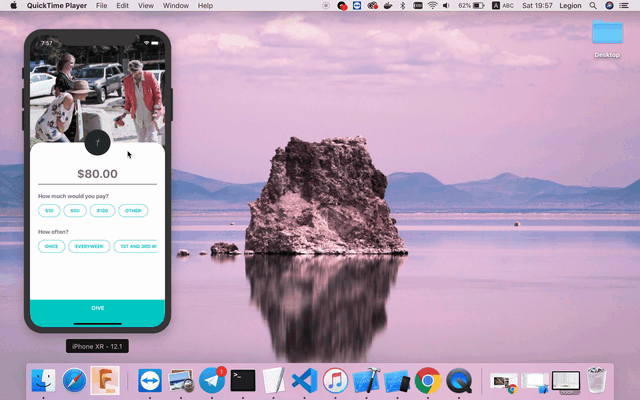 QuickTime Player File Edit View Window Help 62% ABC Sat 19:57 Legion
Desktop
7:57
$80.00
How much would you pay?
$10 $50 $100 OTHER
How often?
ONCE EVERYWEEK 1ST AND 3RD
GIVE
iPhone XR - 12.1
1